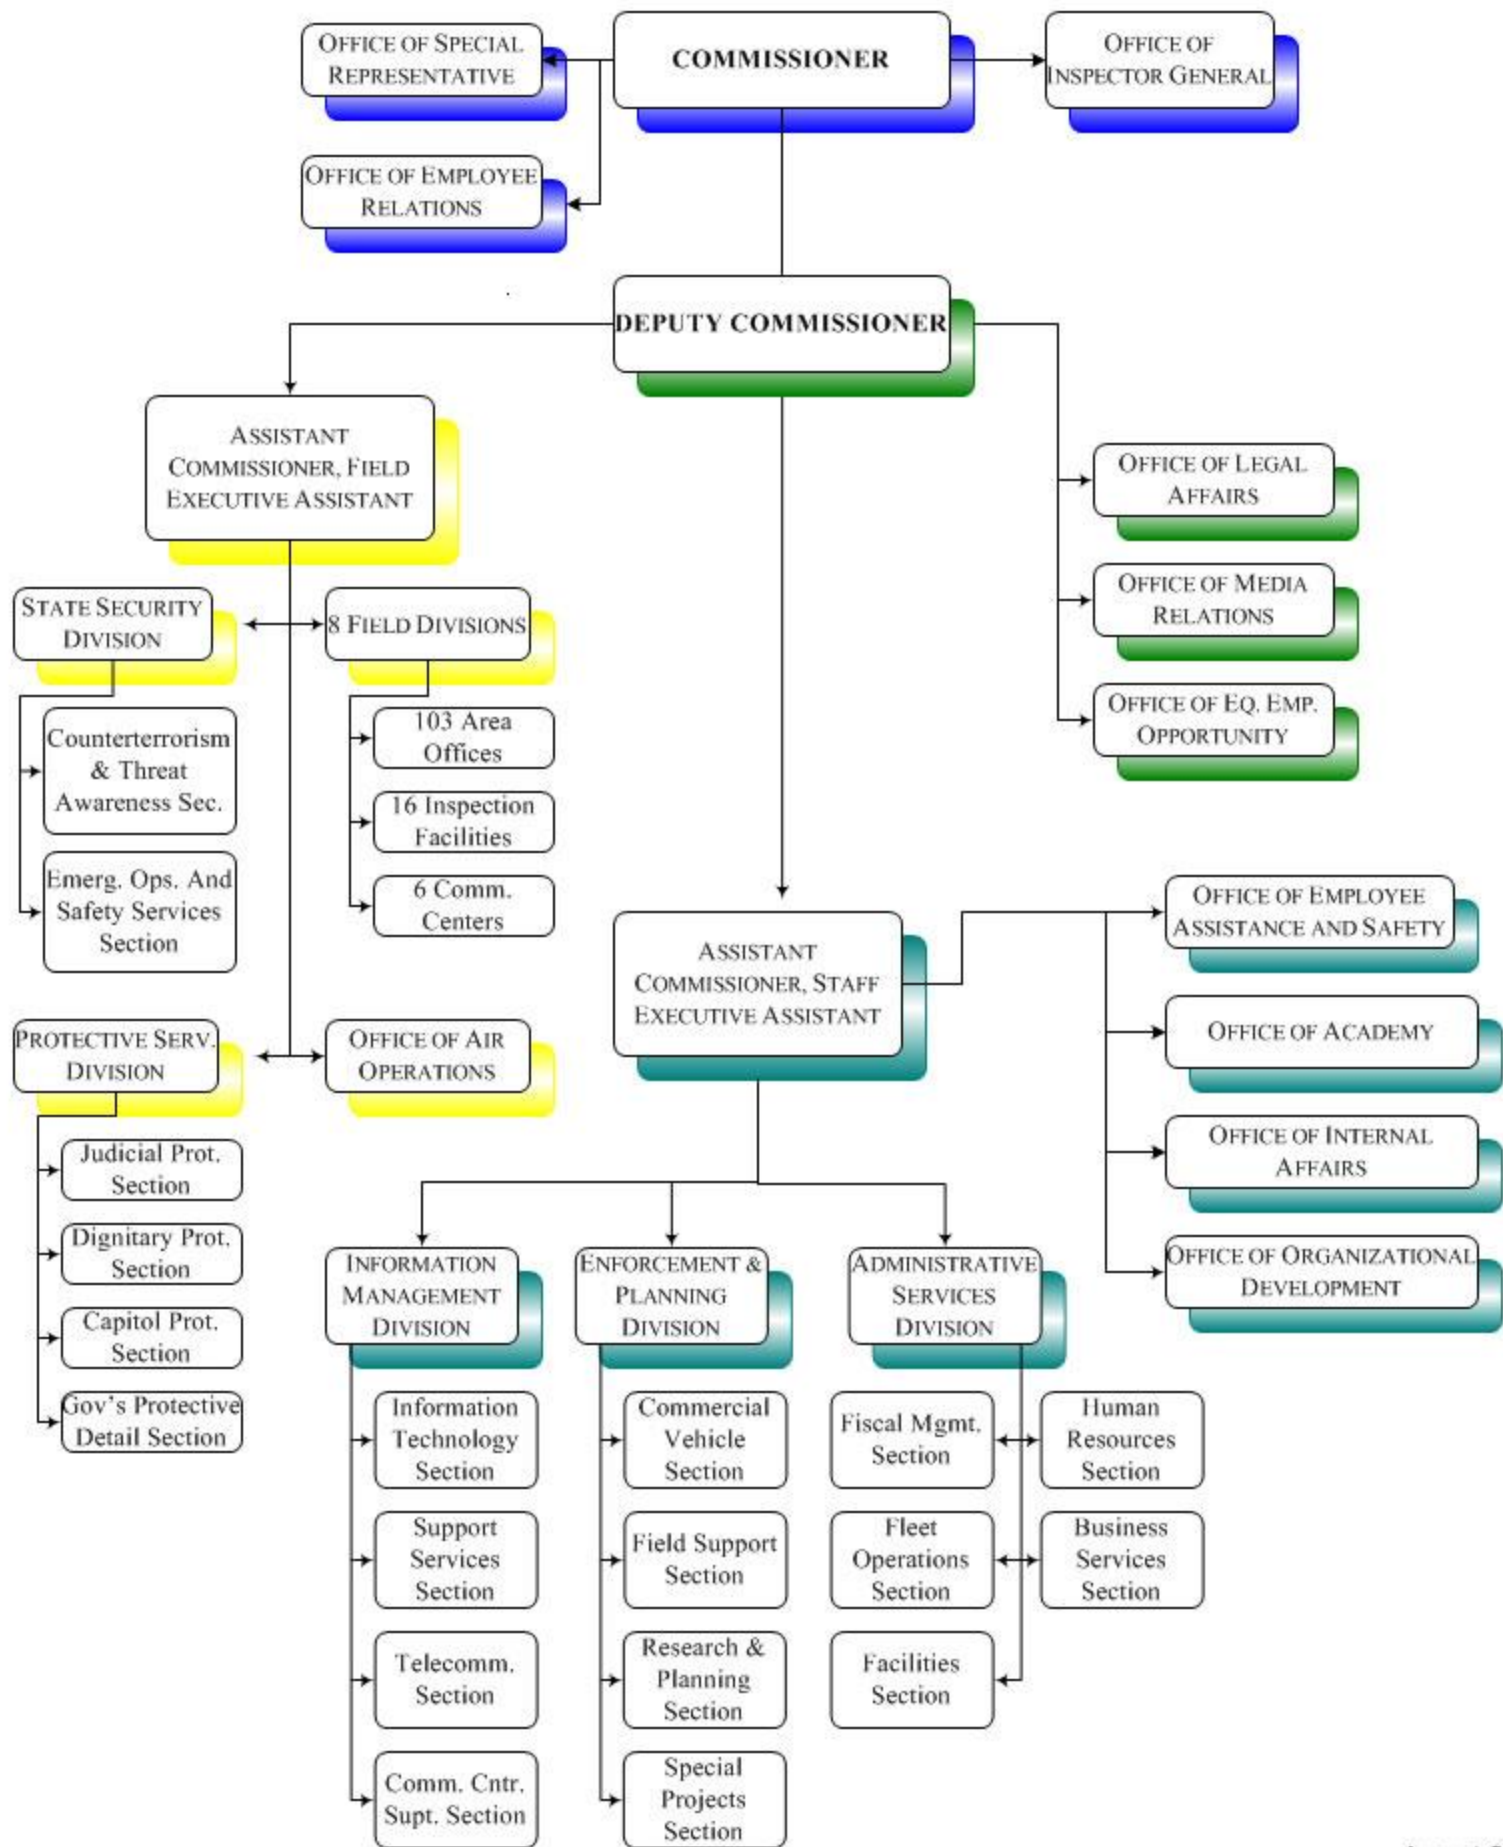 OFFICE OF SPECIAL
REPRESENTATIVE
COMMISSIONER
OFFICE OF
INSPECTOR GENERAL
OFFICE OF EMPLOYEE
RELATIONS
DEPUTY COMMISSIONER
ASSISTANT
COMMISSIONER, FIELD
EXECUTIVE ASSISTANT
OFFICE OF LEGAL
AFFAIRS
OFFICE OF MEDIA
RELATIONS
OFFICE OF EQ. EMP.
OPPORTUNITY
STATE SECURITY
DIVISION
8 FIELD DIVISIONS
Counterterrorism
& Threat
Awareness Sec.
Emerg. Ops. And
Safety Services
Section
103 Area
Offices
16 Inspection
Facilities
6 Comm.
Centers
PROTECTIVE SERV.
DIVISION
OFFICE OF AIR
OPERATIONS
Judicial Prot.
Section
Dignitary Prot.
Section
Capitol Prot.
Section
Gov's Protective
Detail Section
ASSISTANT
COMMISSIONER, STAFF
EXECUTIVE ASSISTANT
OFFICE OF EMPLOYEE
ASSISTANCE AND SAFETY
OFFICE OF ACADEMY
OFFICE OF INTERNAL
AFFAIRS
OFFICE OF ORGANIZATIONAL
DEVELOPMENT
INFORMATION
MANAGEMENT
DIVISION
ENFORCEMENT &
PLANNING
DIVISION
ADMINISTRATIVE
SERVICES
DIVISION
Information
Technology
Section
Support
Services
Section
Telecomm.
Section
Comm. Cntr.
Supt. Section
Commercial
Vehicle
Section
Field Support
Section
Research &
Planning
Section
Special
Projects
Section
Fiscal Mgmt.
Section
Human
Resources
Section
Fleet
Operations
Section
Business
Services
Section
Facilities
Section